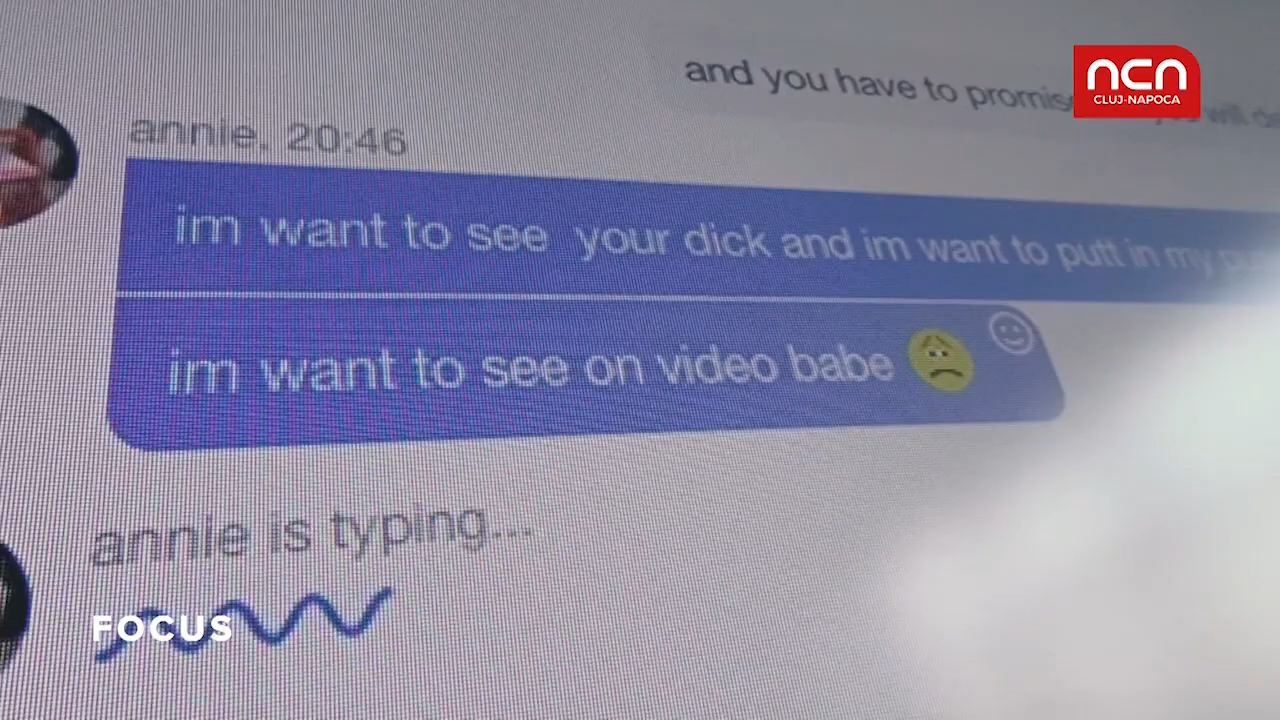 and you have to promise
ncn
CLUJ-NAPOCA
annie, 20:46
im want to see your dick and im want to putt in my
im want to see on video babe
annie is typing...
FOCUS